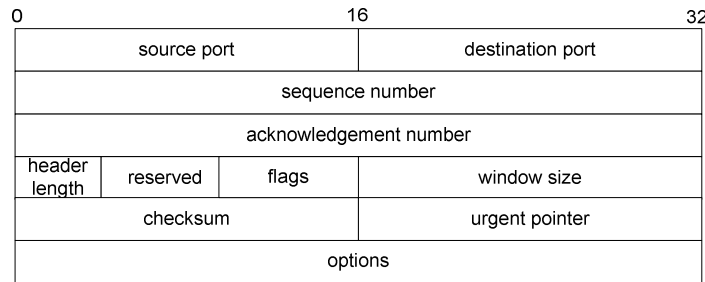 0 16 32
source port destination port
sequence number
acknowledgement number
header
length reserved flags window size
checksum urgent pointer
options